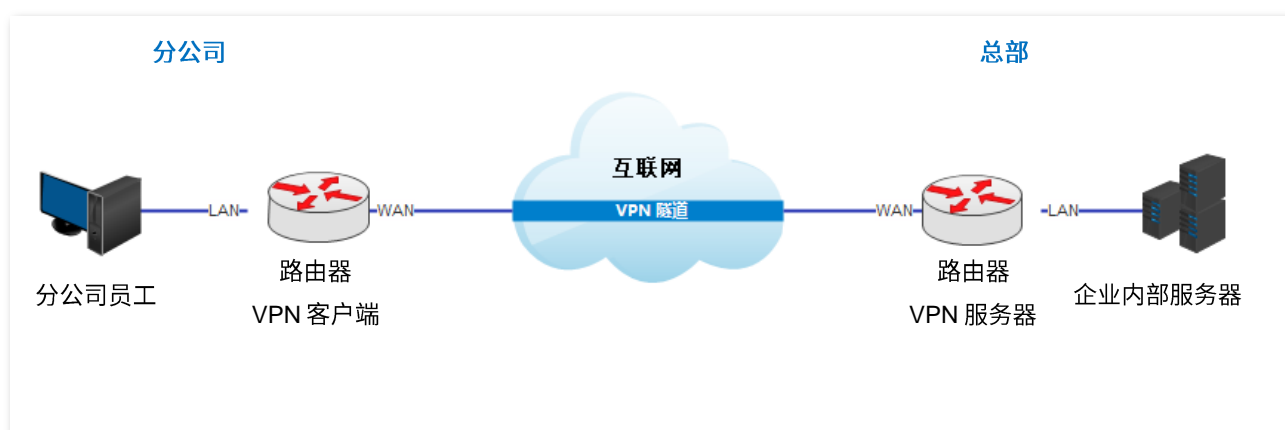 分公司
总部
互联网
VPN 隧道
LAN
WAN
WAN
LAN
分公司员工
路由器
VPN 客户端
路由器
VPN 服务器
企业内部服务器